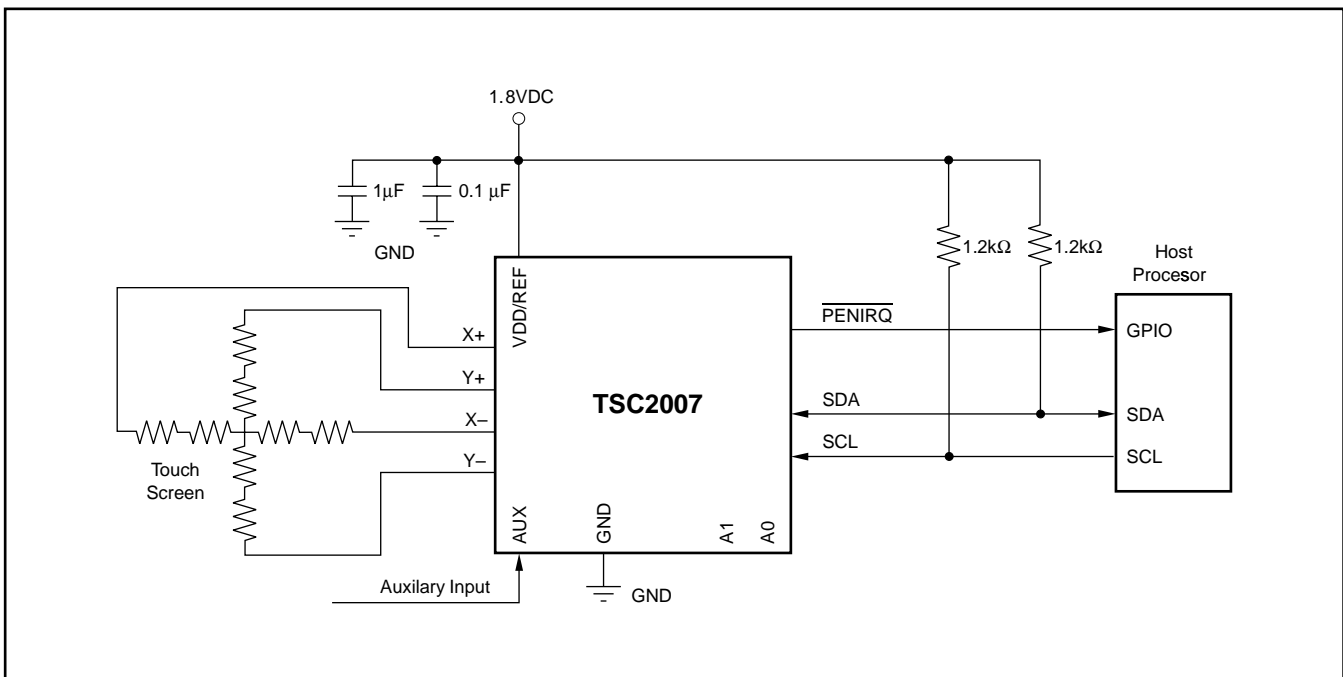 1.8VDC
1µF
0.1 µF
GND
1.2kΩ
1.2kΩ
Host
Procesor
VDD/REF
PENIRQ
GPIO
X+
Y+
TSC2007
SDA
SDA
X–
SCL
SCL
Y–
Touch
Screen
AUX
GND
A1
A0
Auxilary Input
GND